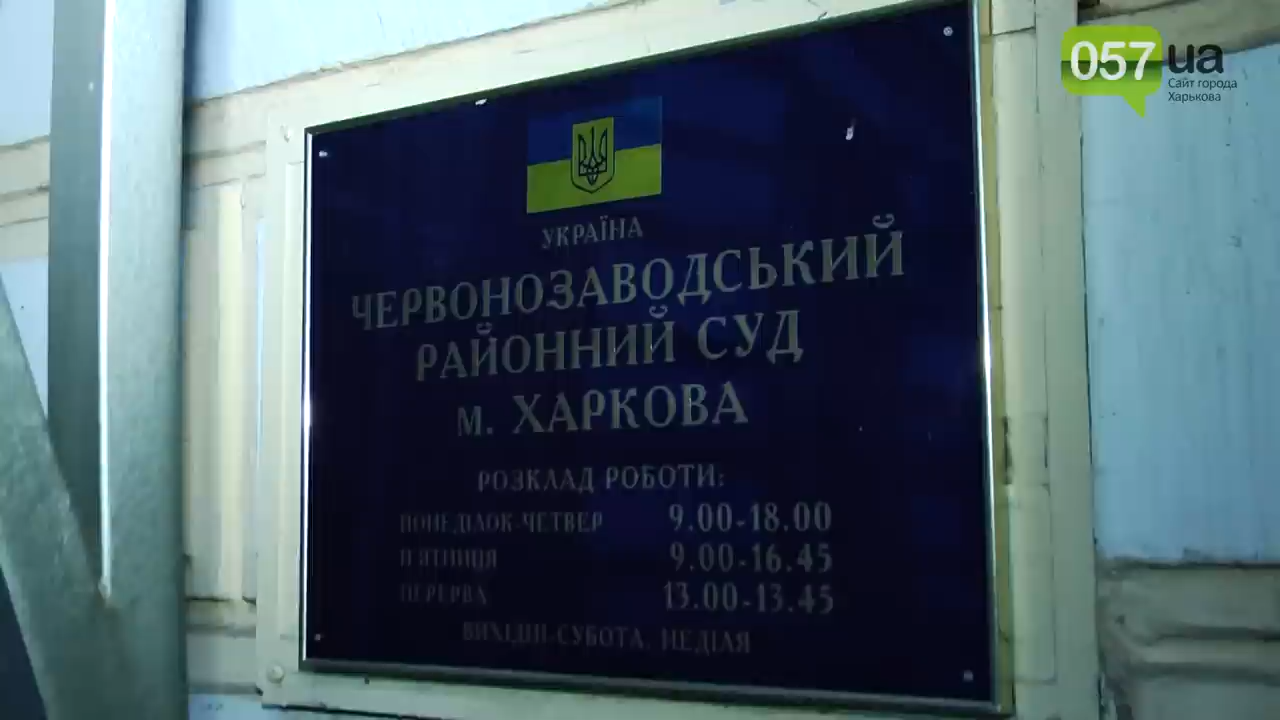 057 ua
Сайт города
Харькова
УКРАЇНА
ЧЕРВОНОЗАВОДСЬКИЙ
РАЙОННИЙ СУД
м. ХАРКОВА
РОЗКЛАД РОБОТИ:
ПОНЕДІЛОК-ЧЕТВЕР 9.00-18.00
П'ЯТНИЦЯ 9.00-16.45
ПЕРЕРВА 13.00-13.45
ВИХІДНІ-СУБОТА, НЕДІЛЯ